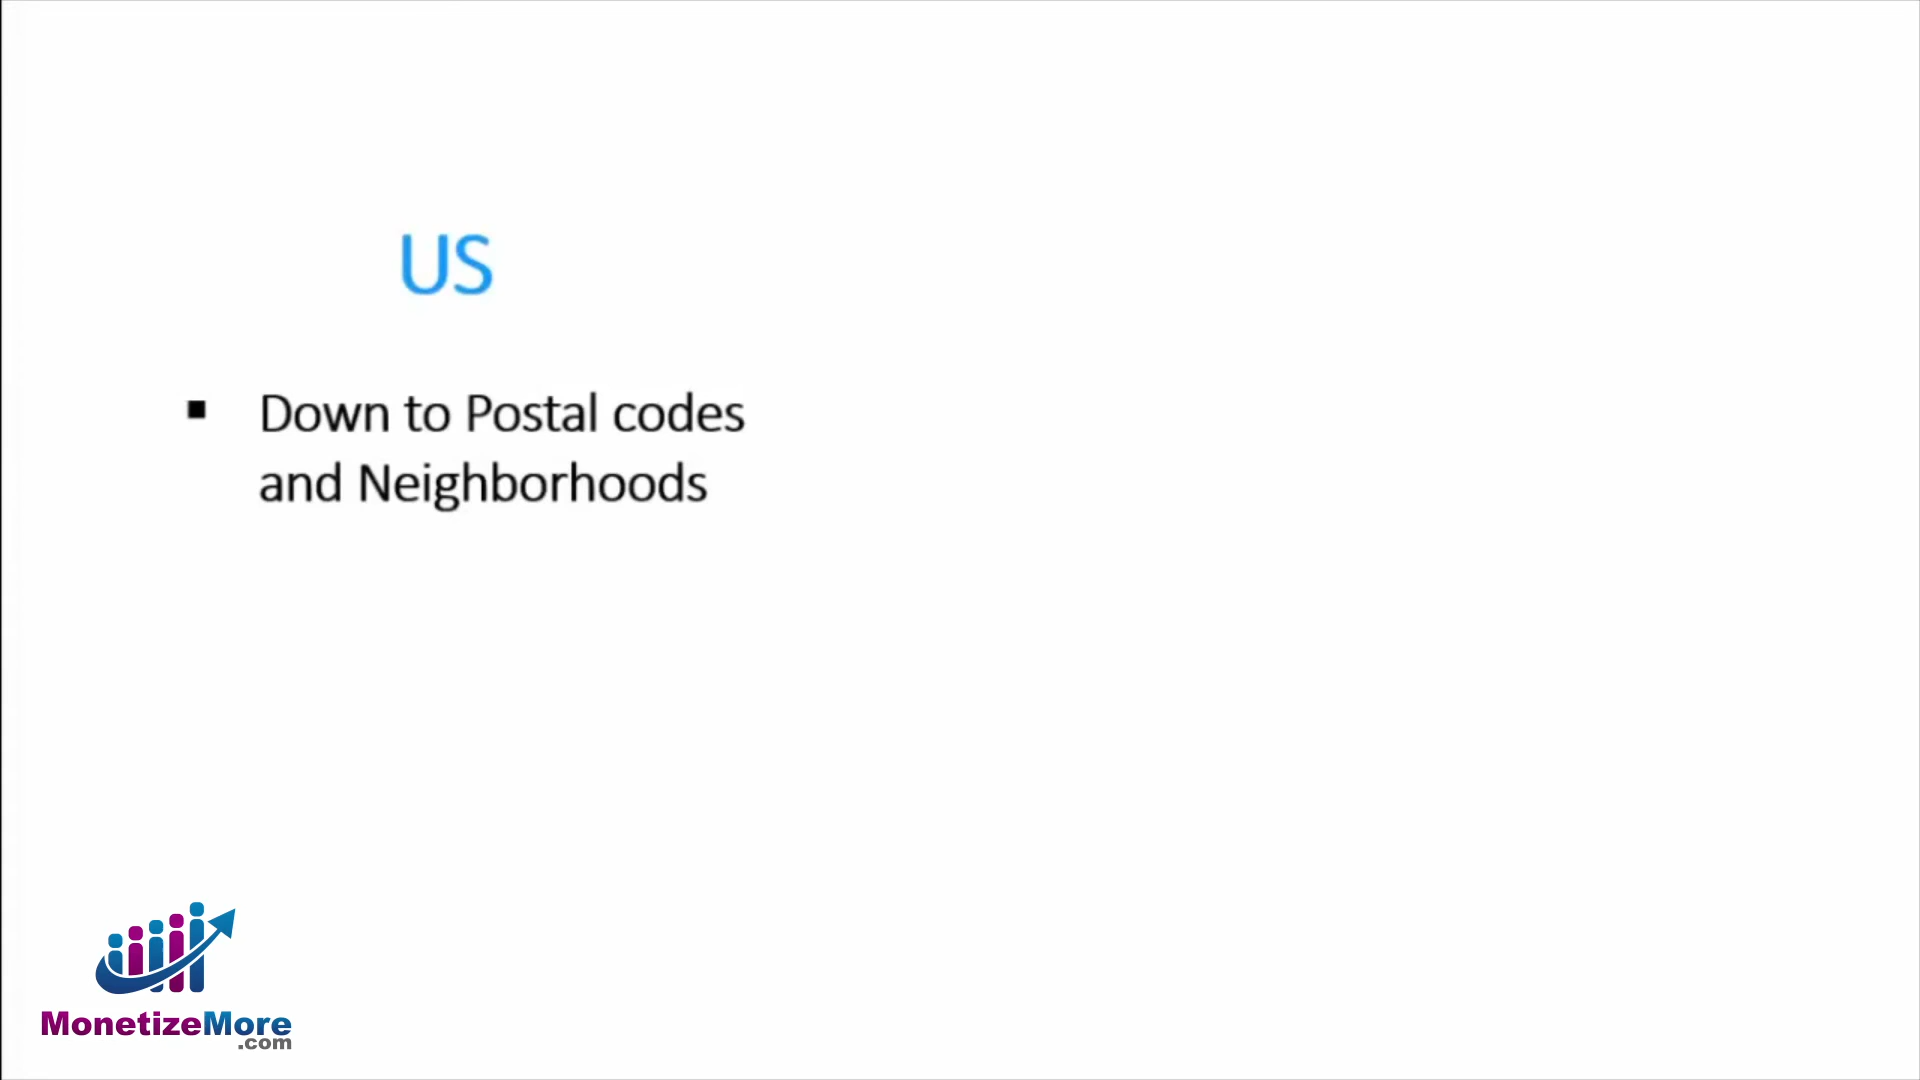 US
▪ Down to Postal codes
and Neighborhoods
MonetizeMore
.com